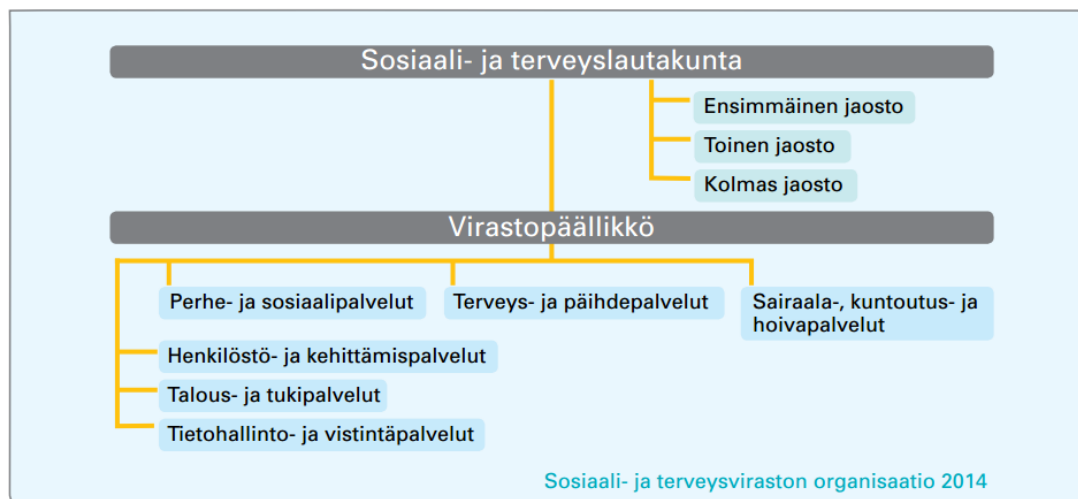 Sosiaali- ja terveyslautakunta
Ensimmäinen jaosto
Toinen jaosto
Kolmas jaosto
Virastopäällikkö
Perhe- ja sosiaalipalvelut
Terveys- ja päihdepalvelut
Sairaala-, kuntoutus- ja
hoivapalvelut
Henkilöstö- ja kehittämispalvelut
Talous- ja tukipalvelut
Tietohallinto- ja vistintäpalvelut
Sosiaali- ja terveysviraston organisaatio 2014